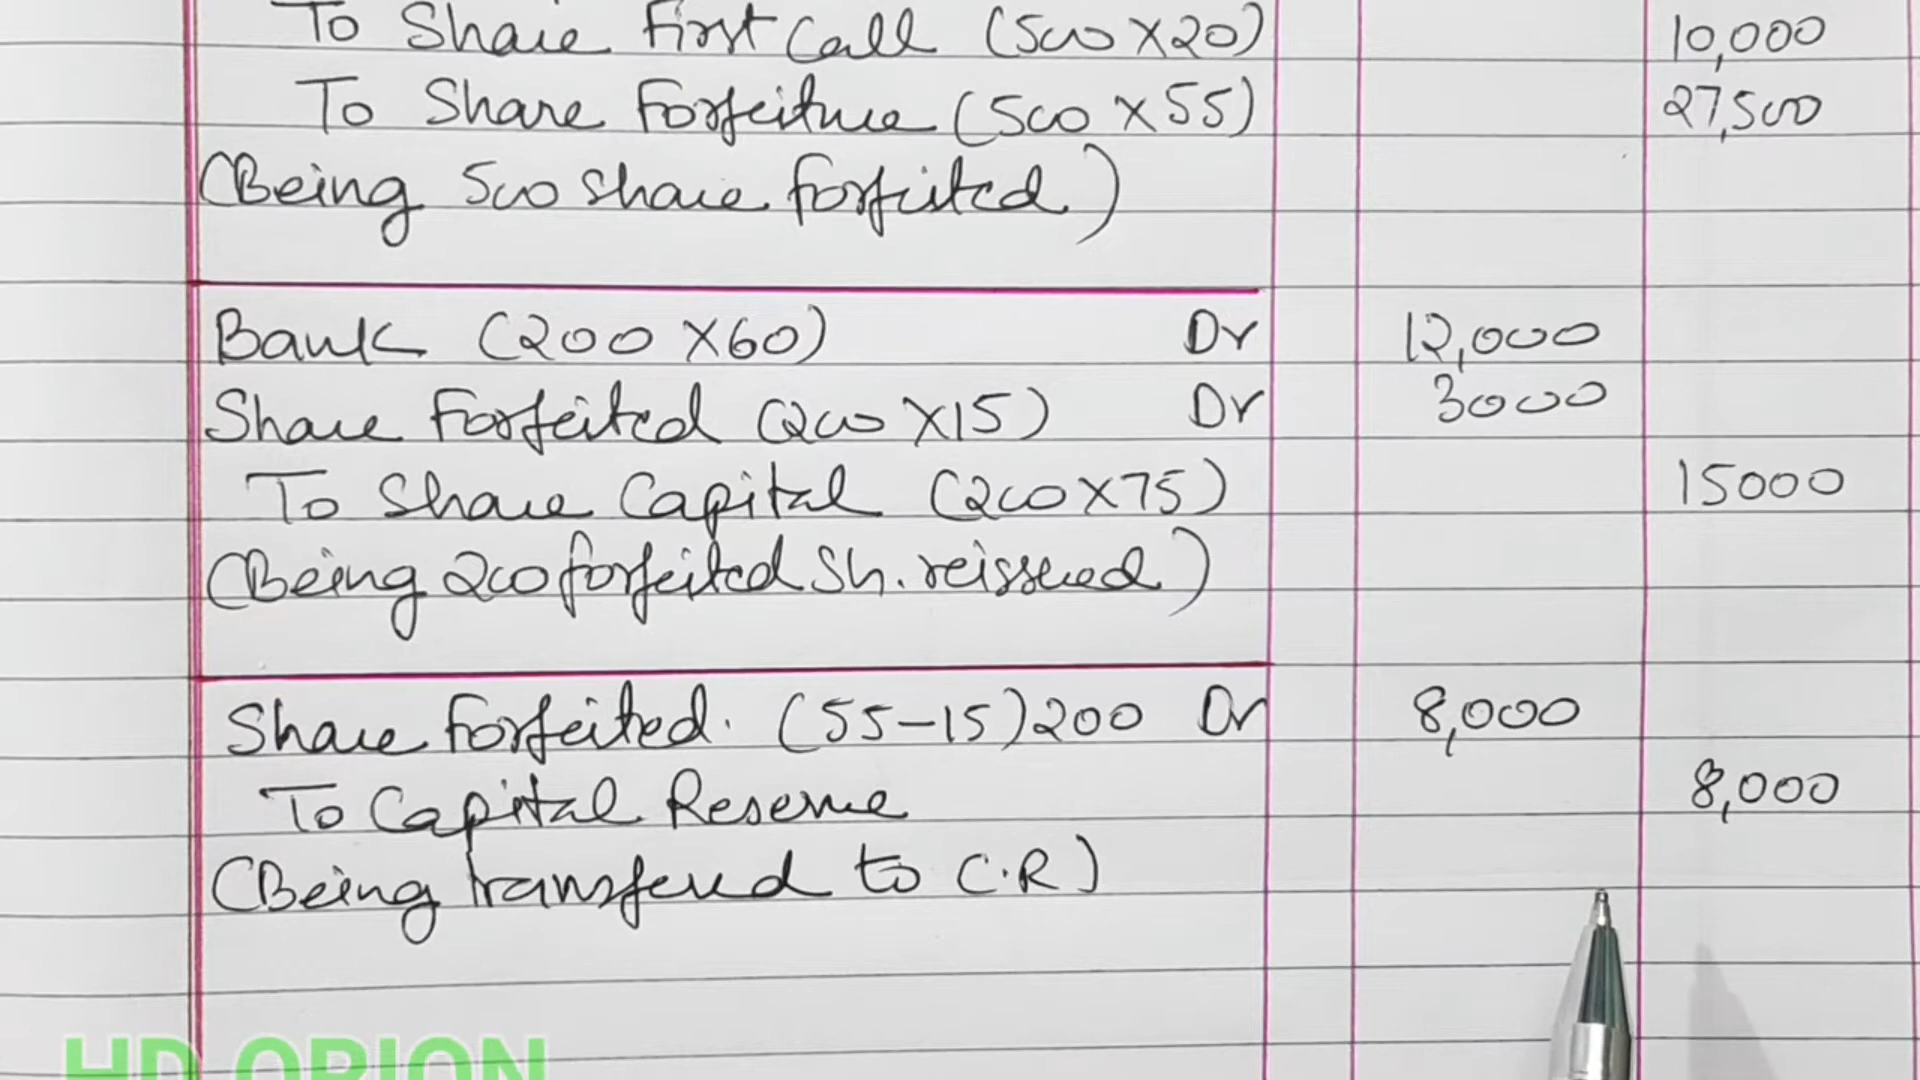 To Share First Call (500 X 20) 10,000
To Share Forfeiture (500 X 55) 27,500
(Being 500 share forfeited)
Bank (200 X 60) Dr 12,000
Share Forfeited (200 X 15) Dr 3000
To Share Capital (200 X 75) 15000
(Being 200 forfeited Sh. reissued)
Share Forfeited. (55-15)200 Dr 8,000
To Capital Reserve 8,000
(Being transfered to C.R)
HD ORION